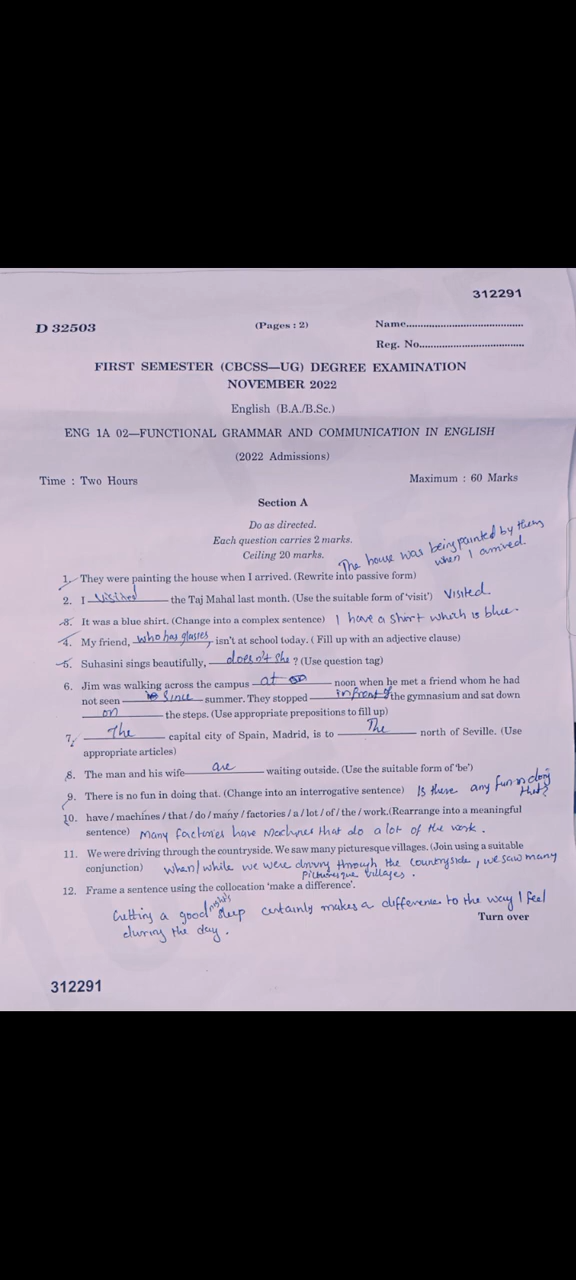 312291
D 32503 (Pages : 2) Name..........................................
Reg. No......................................
FIRST SEMESTER (CBCSS—UG) DEGREE EXAMINATION
NOVEMBER 2022
English (B.A./B.Sc.)
ENG 1A 02—FUNCTIONAL GRAMMAR AND COMMUNICATION IN ENGLISH
(2022 Admissions)
Time : Two Hours Maximum : 60 Marks
Section A
Do as directed.
Each question carries 2 marks.
Ceiling 20 marks.
The house was being painted by them
when I arrived.
1. They were painting the house when I arrived. (Rewrite into passive form)
2. I visited the Taj Mahal last month. (Use the suitable form of 'visit') Visited.
3. It was a blue shirt. (Change into a complex sentence) I have a shirt which is blue.
4. My friend, who has glasses, isn't at school today. ( Fill up with an adjective clause)
5. Suhasini sings beautifully, doesn't she ? (Use question tag)
6. Jim was walking across the campus at noon when he met a friend whom he had
not seen since summer. They stopped in front of the gymnasium and sat down
on the steps. (Use appropriate prepositions to fill up)
7. The capital city of Spain, Madrid, is to The north of Seville. (Use
appropriate articles)
8. The man and his wife are waiting outside. (Use the suitable form of 'be')
9. There is no fun in doing that. (Change into an interrogative sentence) Is there any fun in doing
that?
10. have / machines / that / do / many / factories / a / lot / of / the / work.(Rearrange into a meaningful
sentence) Many factories have Machines that do a lot of the work.
11. We were driving through the countryside. We saw many picturesque villages. (Join using a suitable
conjunction) when/while we were driving through the countryside, we saw many
picturesque villages.
12. Frame a sentence using the collocation 'make a difference'.
Getting a good night's sleep certainly makes a difference to the way I feel
during the day.
Turn over
312291